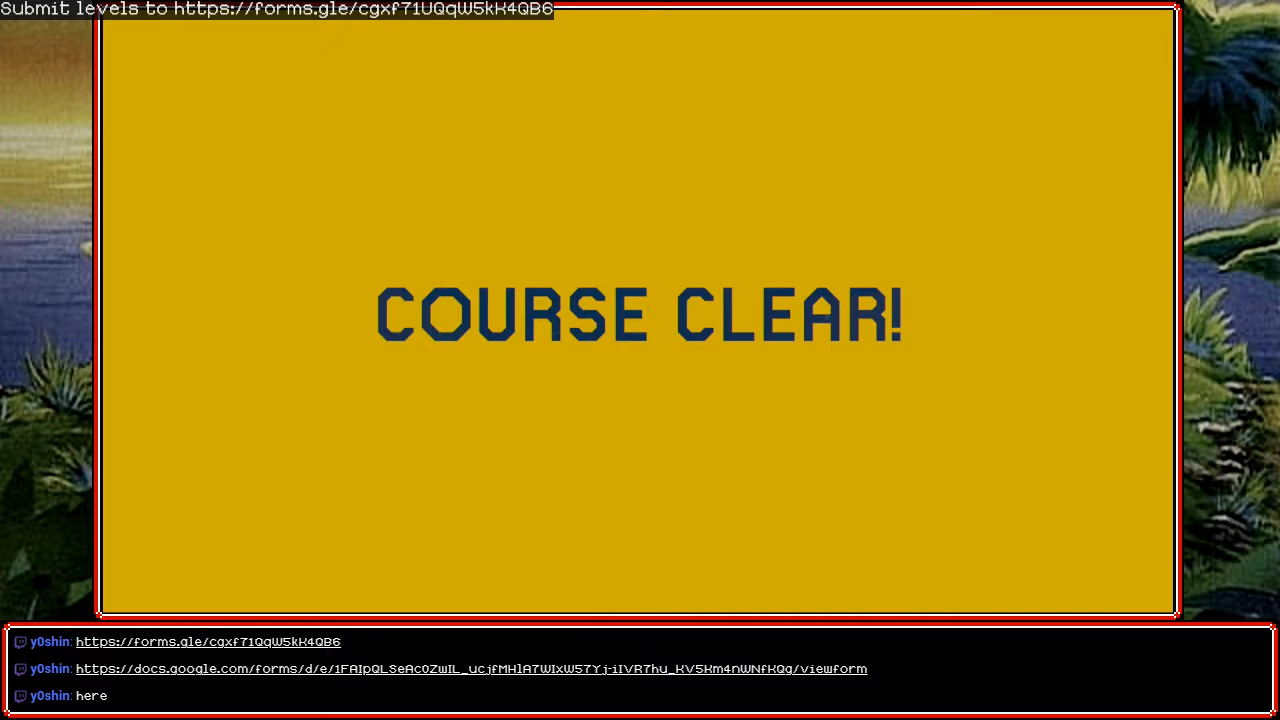 Submit levels to https://forms.gle/cgxf71UQqW5kK4QB6
COURSE CLEAR!
y0shin: https://forms.gle/cgxf71QqW5kK4QB6
y0shin: https://docs.google.com/forms/d/e/1FAIpQLSeAcOZwIL_ucjfMHlA7WIxW57Yj-iIVR7hu_KV5Km4nWNfKQg/viewform
y0shin: here